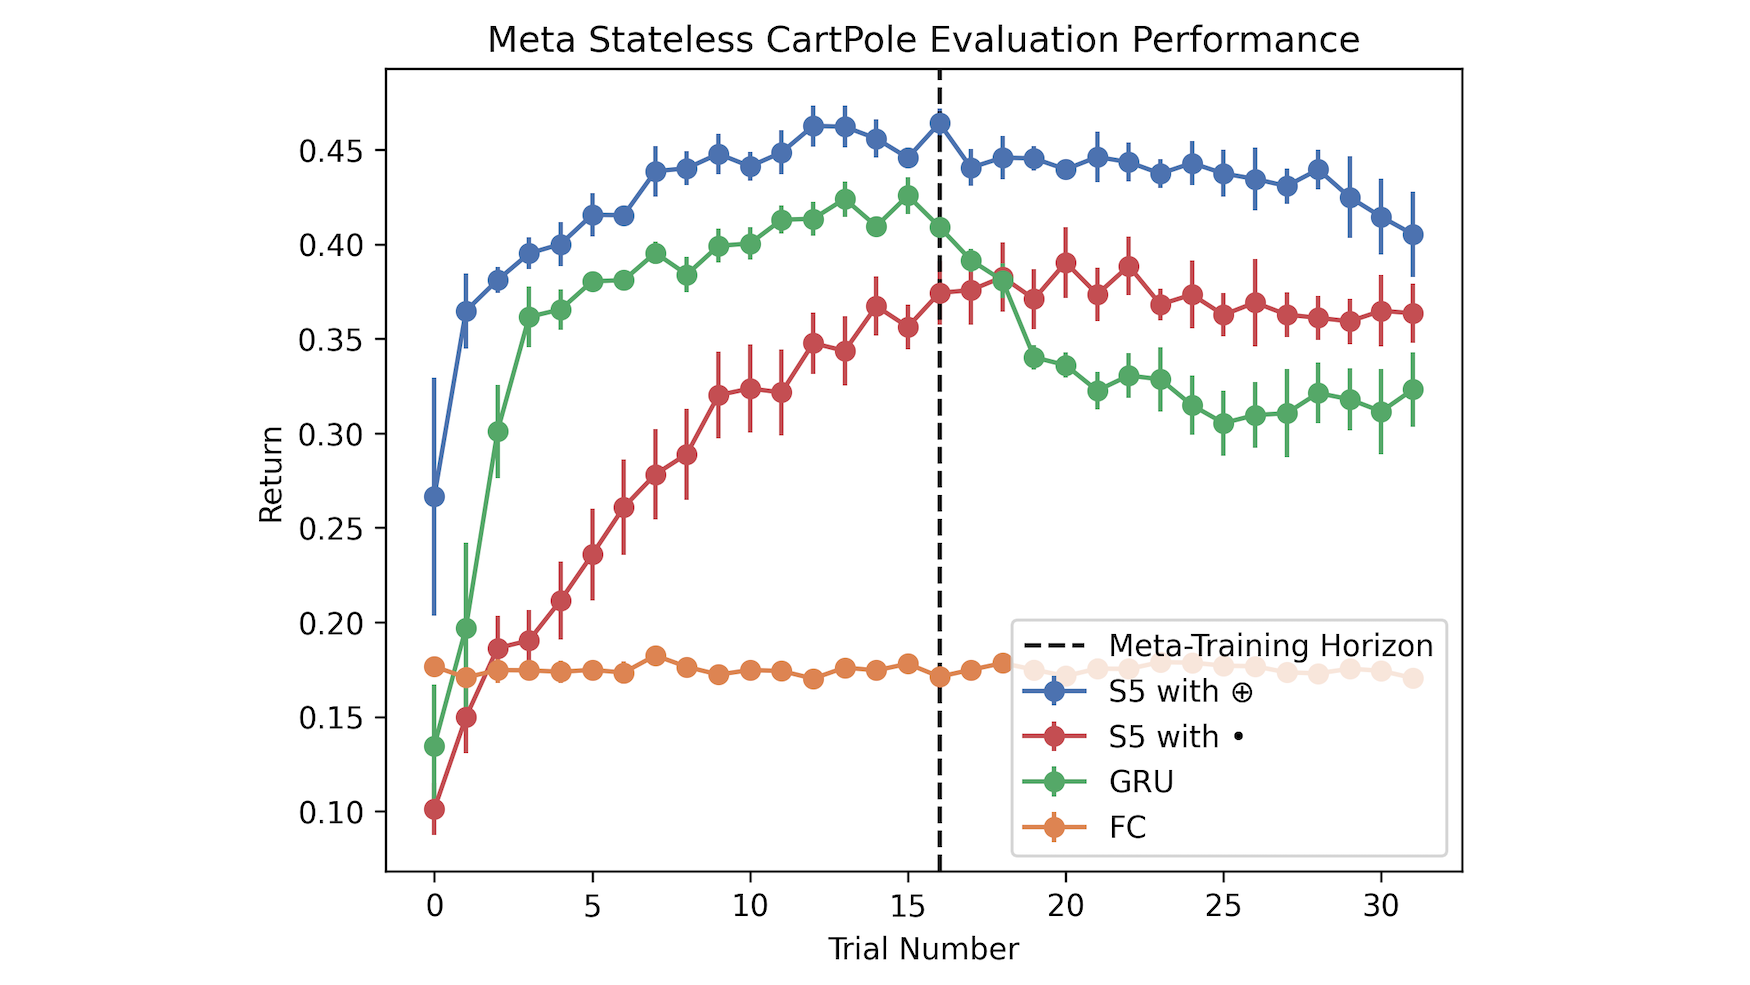 Meta Stateless CartPole Evaluation Performance
0.45
0.40
0.35
0.30
0.25
0.20
0.15
0.10
Return
Meta-Training Horizon
S5 with ⊕
S5 with •
GRU
FC
0 5 10 15 20 25 30
Trial Number